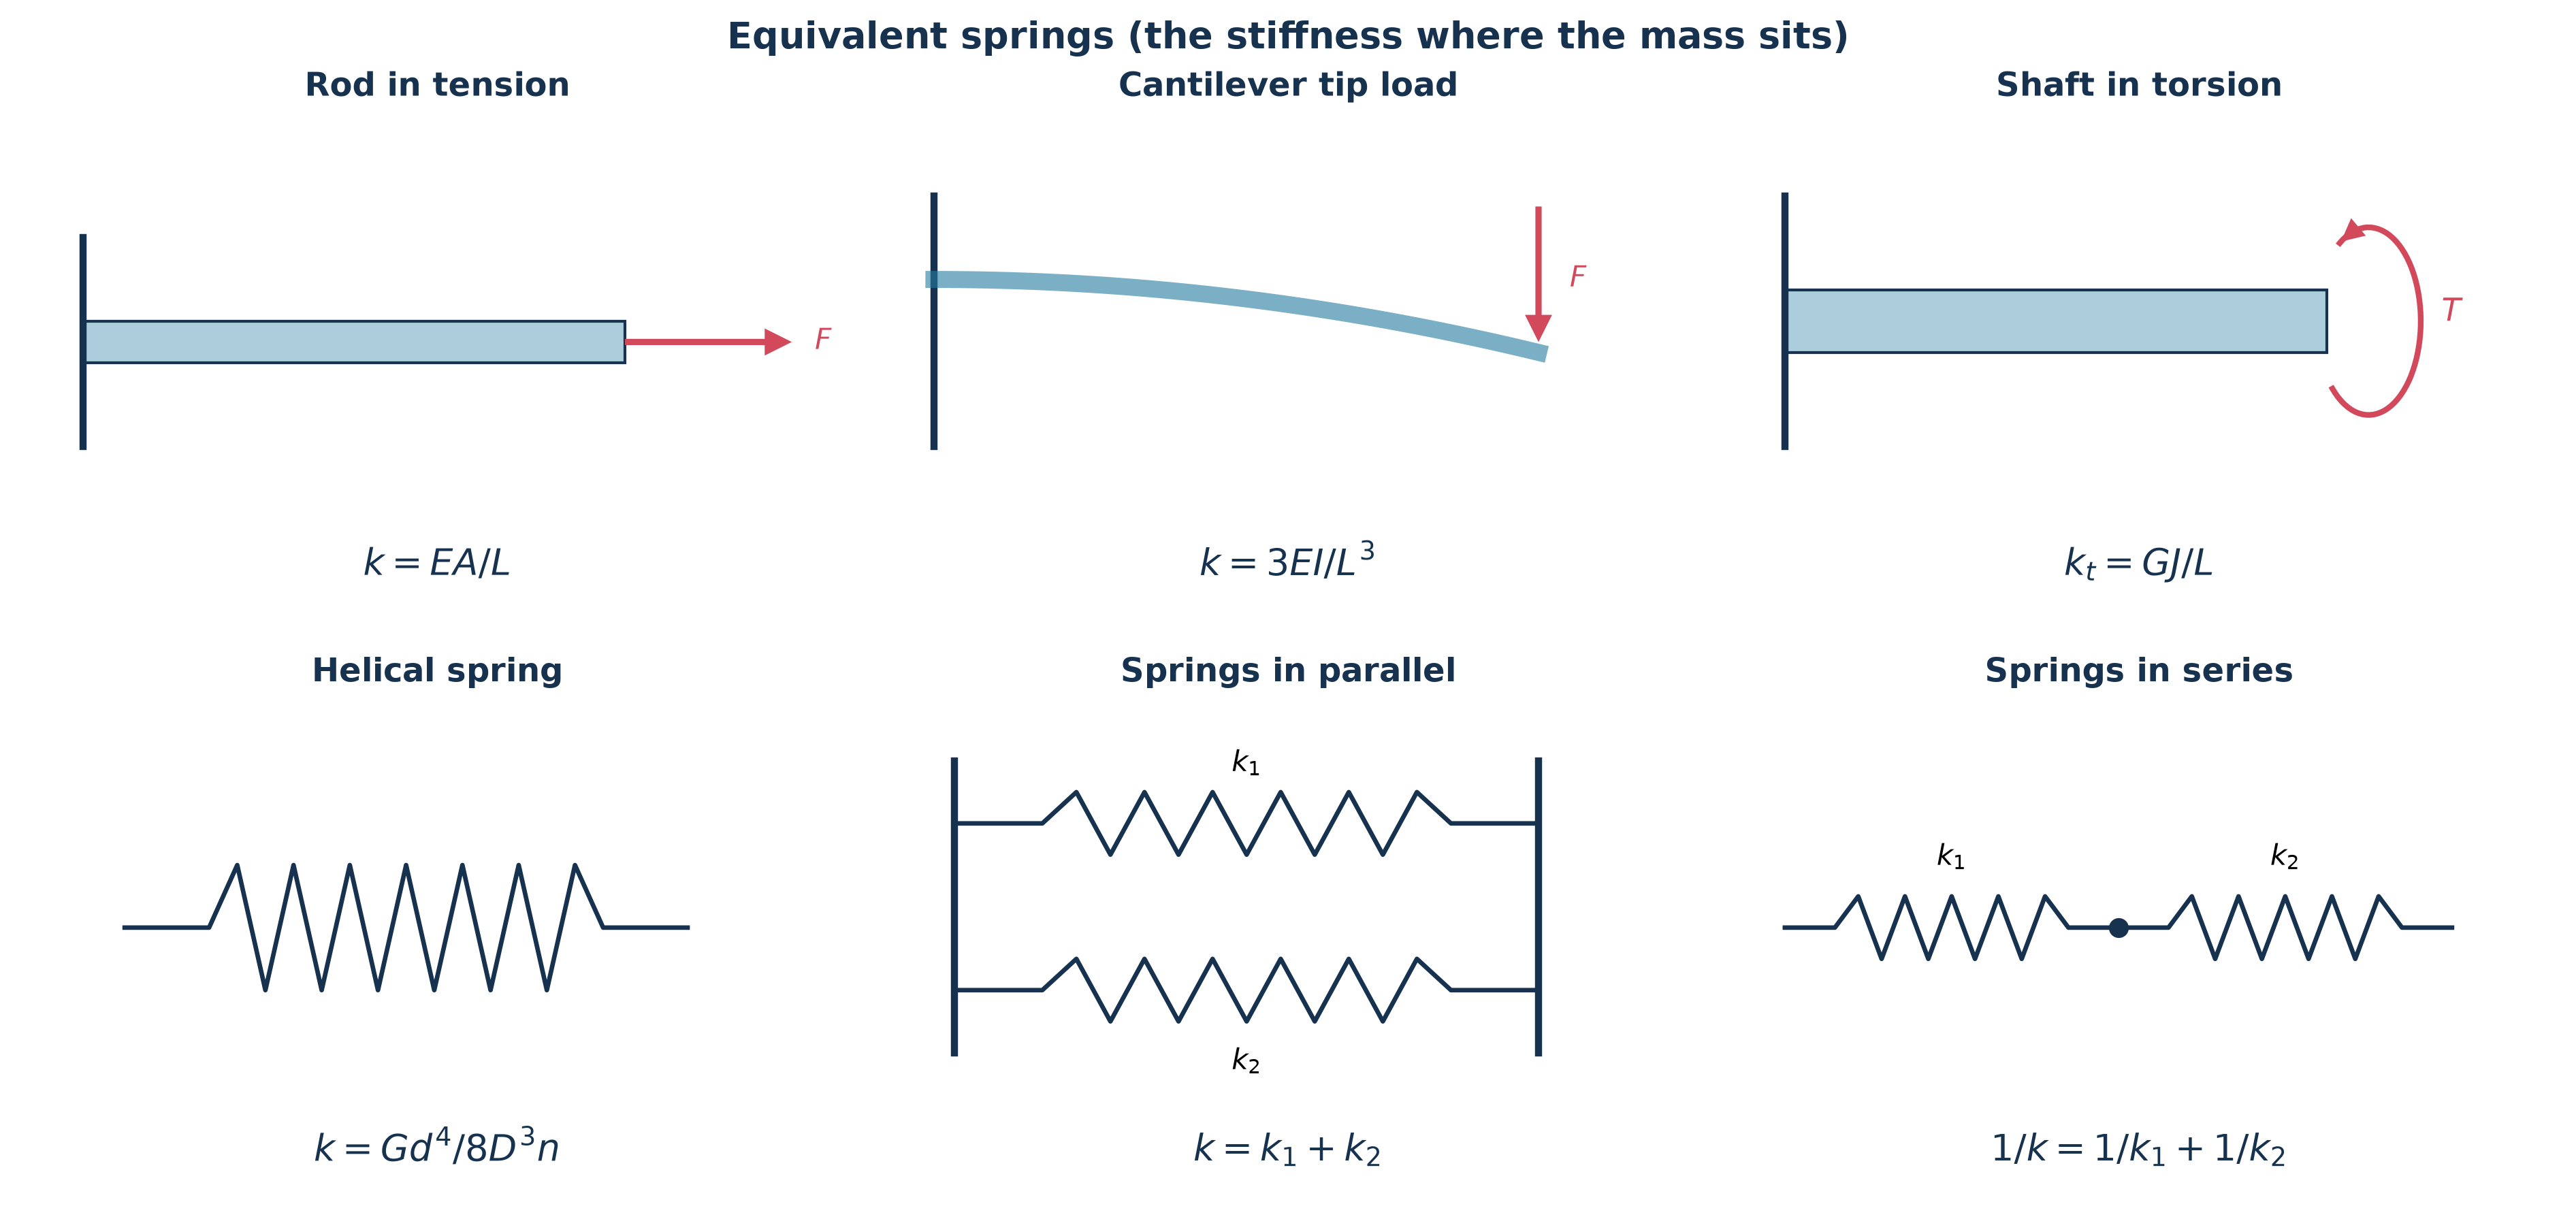 Equivalent springs (the stiffness where the mass sits)
Rod in tension
Cantilever tip load
Shaft in torsion
F
F
T
k = EA/L
k = 3EI/L³
kₜ = GJ/L
Helical spring
Springs in parallel
Springs in series
k₁
k₂
k₁
k₂
k = Gd⁴/8D³n
k = k₁ + k₂
1/k = 1/k₁ + 1/k₂